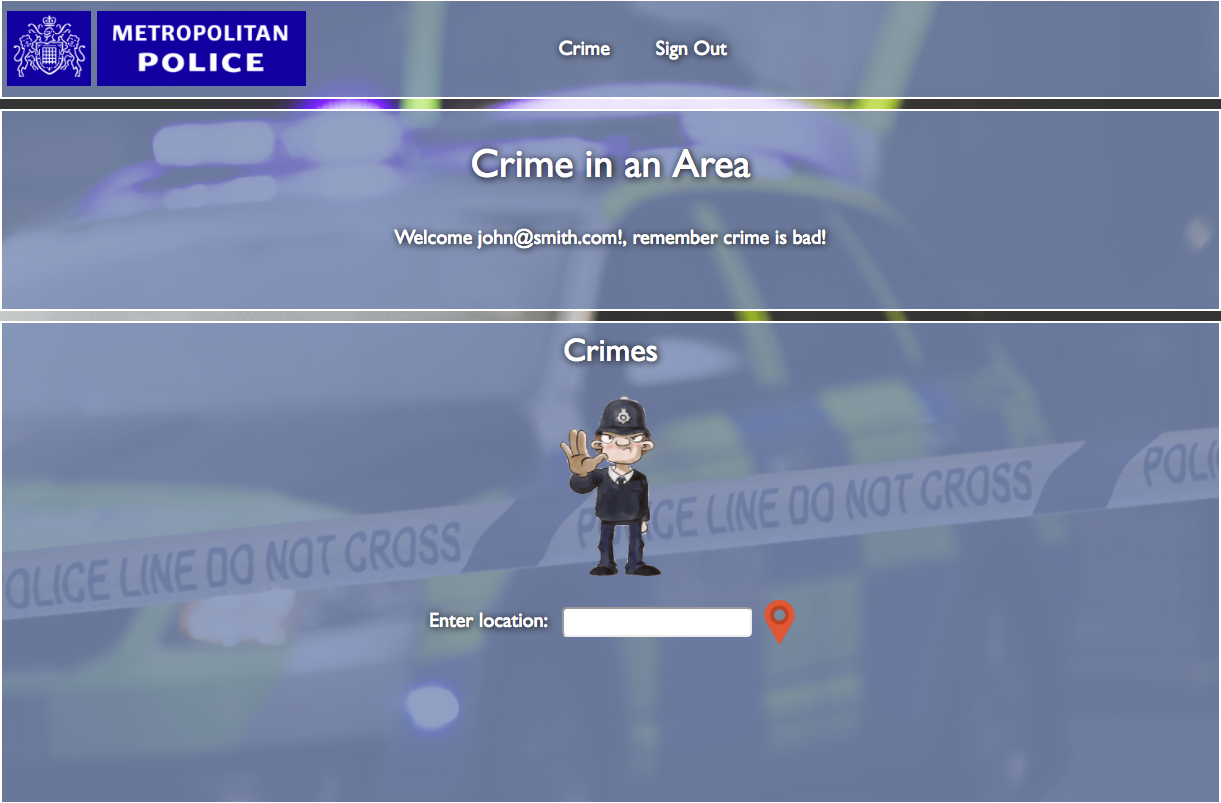 METROPOLITAN
POLICE
Crime
Sign Out
Crime in an Area
Welcome john@smith.com!, remember crime is bad!
Crimes
POLICE LINE DO NOT CROSS
OLICE LINE DO NOT CROSS
POLI
Enter location: